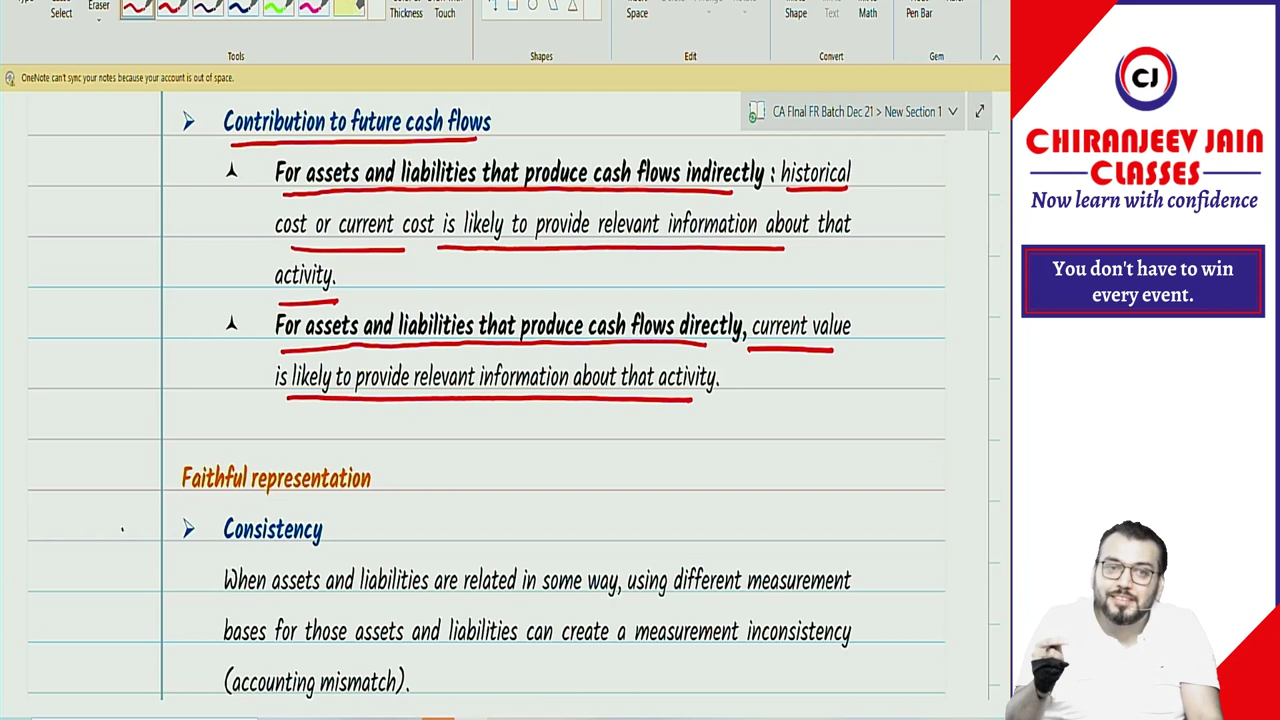 Eraser
Select
Thickness
Touch
Space
Shape
Text
Math
Pen Bar
Tools
Shapes
Edit
Convert
Gem
OneNote can't sync your notes because your account is out of space.
CA FInal FR Batch Dec 21 > New Section 1
Contribution to future cash flows
For assets and liabilities that produce cash flows indirectly : historical
cost or current cost is likely to provide relevant information about that
activity.
For assets and liabilities that produce cash flows directly, current value
is likely to provide relevant information about that activity.
Faithful representation
Consistency
When assets and liabilities are related in some way, using different measurement
bases for those assets and liabilities can create a measurement inconsistency
(accounting mismatch).
CJ
CHIRANJEEV JAIN
CLASSES
Now learn with confidence
You don't have to win
every event.